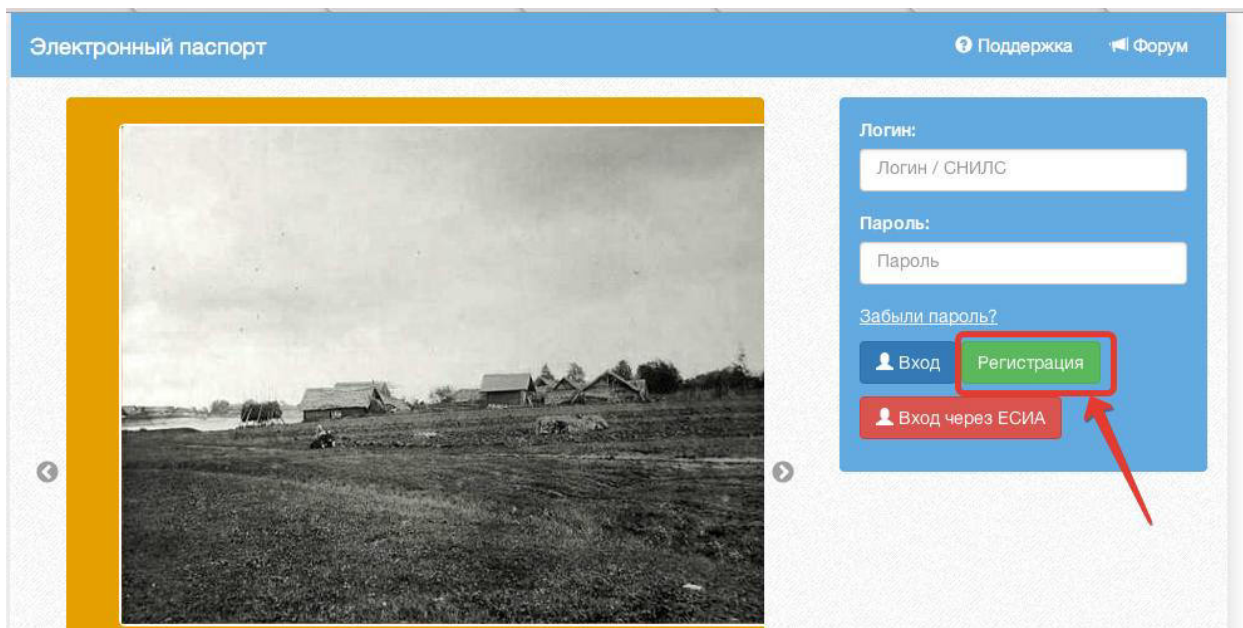 Электронный паспорт
Поддержка
Форум
Логин:
Логин / СНИЛС
Пароль:
Пароль
Забыли пароль?
Вход
Регистрация
Вход через ЕСИА